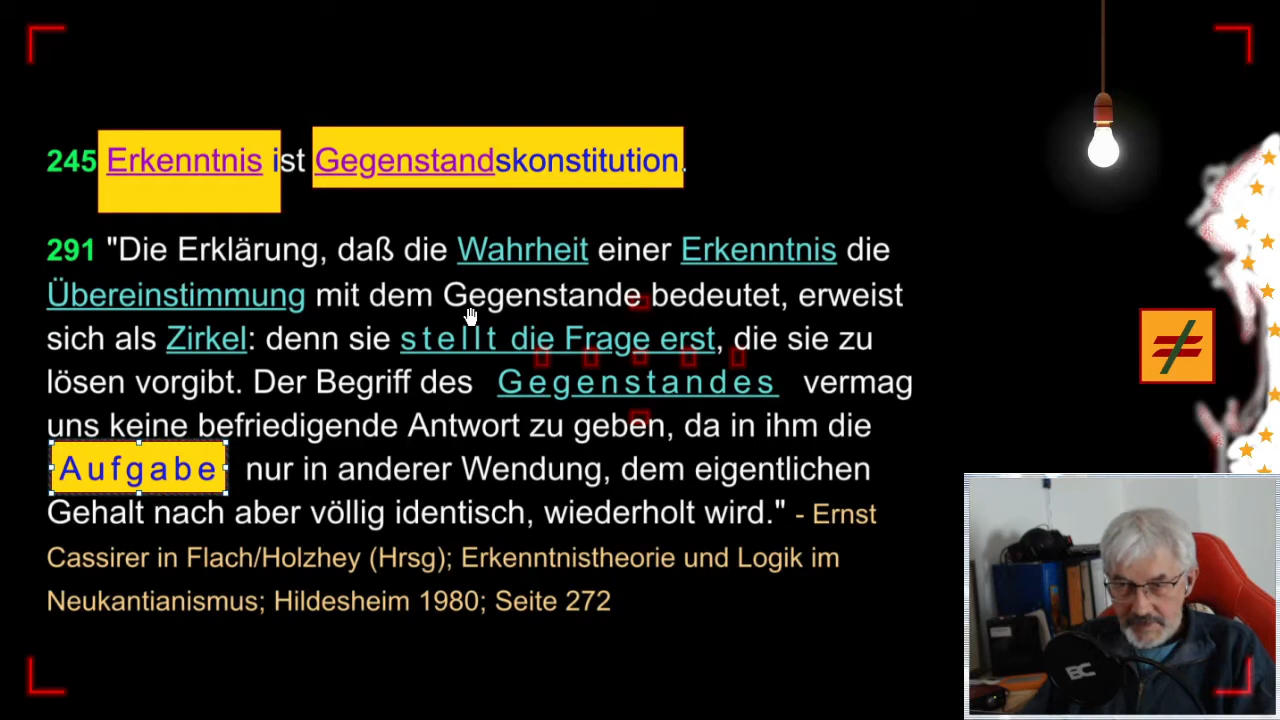 245 Erkenntnis ist Gegenstandskonstitution.
291 "Die Erklärung, daß die Wahrheit einer Erkenntnis die
Übereinstimmung mit dem Gegenstande bedeutet, erweist
sich als Zirkel: denn sie stellt die Frage erst, die sie zu
lösen vorgibt. Der Begriff des Gegenstandes vermag
uns keine befriedigende Antwort zu geben, da in ihm die
Aufgabe nur in anderer Wendung, dem eigentlichen
Gehalt nach aber völlig identisch, wiederholt wird." - Ernst
Cassirer in Flach/Holzhey (Hrsg); Erkenntnistheorie und Logik im
Neukantianismus; Hildesheim 1980; Seite 272
≠
BC